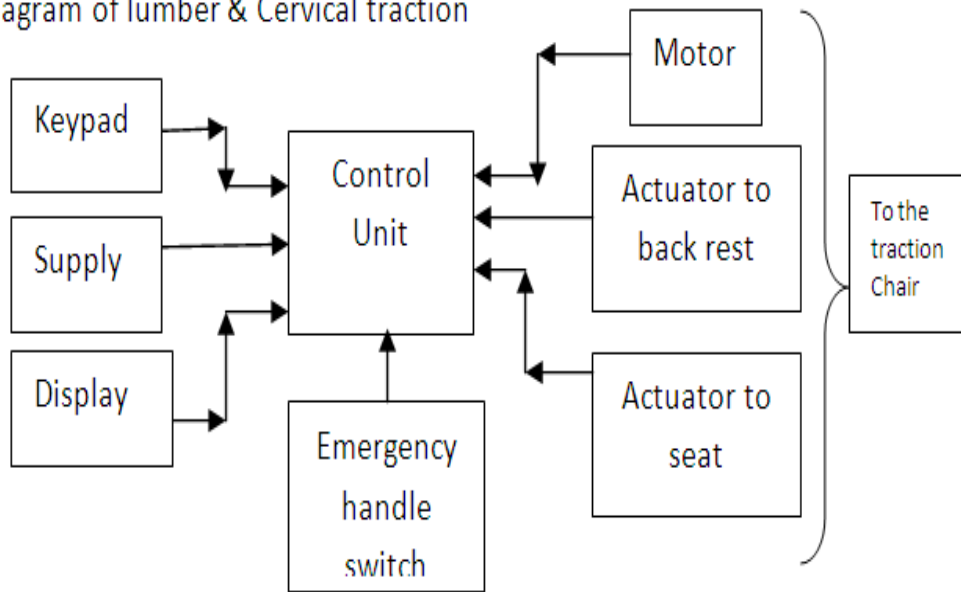 agram of lumber & Cervical traction
Motor
Keypad
Control
Unit
Actuator to
back rest
To the
traction
Chair
Supply
Display
Actuator to
seat
Emergency
handle
switch